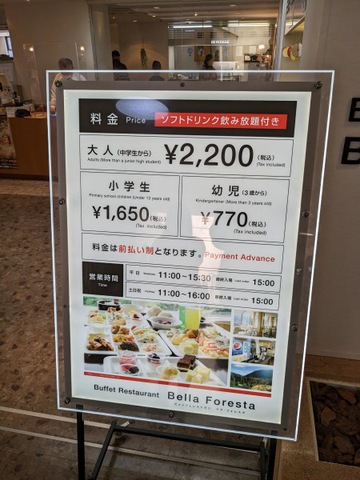 料金 Price ソフトドリンク飲み放題付き
大人(中学生から) ¥2,200(税込)
Adults (More than a junior high student) (Tax included)
小学生
Primary school children (Under 12 years old)
¥1,650(税込)
(Tax included)
幼児(3歳から)
Kindergartener (More than 3 years old)
¥770(税込)
(Tax included)
料金は前払い制となります。Payment Advance
営業時間
Time
平日 11:00～15:30 最終入場 15:00
土日祝 11:00～16:00 最終入場 15:00
Buffet Restaurant Bella Foresta